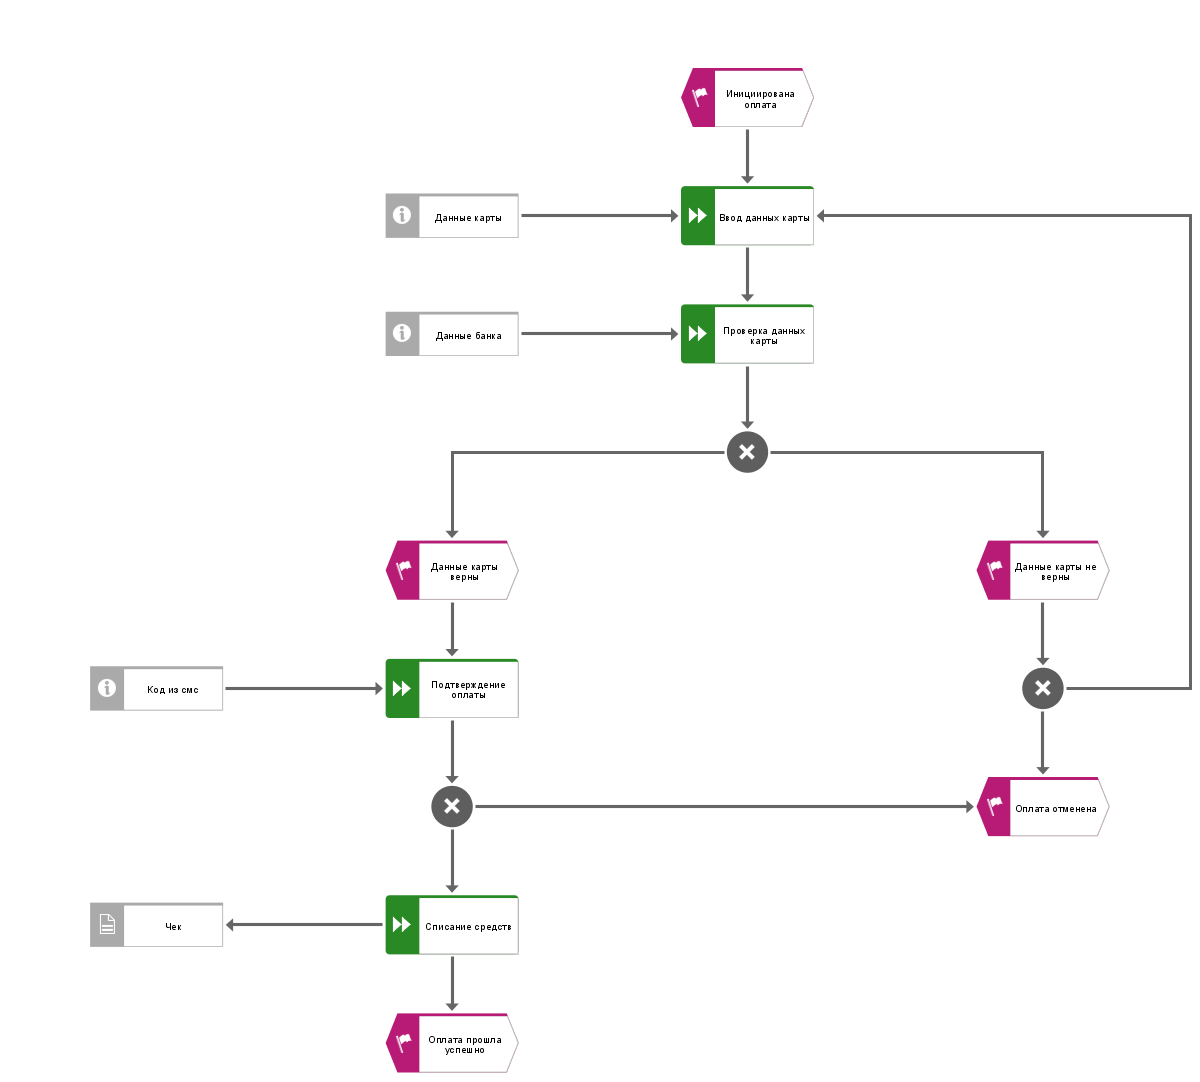 Инициирована
оплата
Данные карты
Ввод данных карты
Данные банка
Проверка данных
карты
Данные карты
верны
Данные карты не
верны
Код из смс
Подтверждение
оплаты
Оплата отменена
Чек
Списание средств
Оплата прошла
успешно